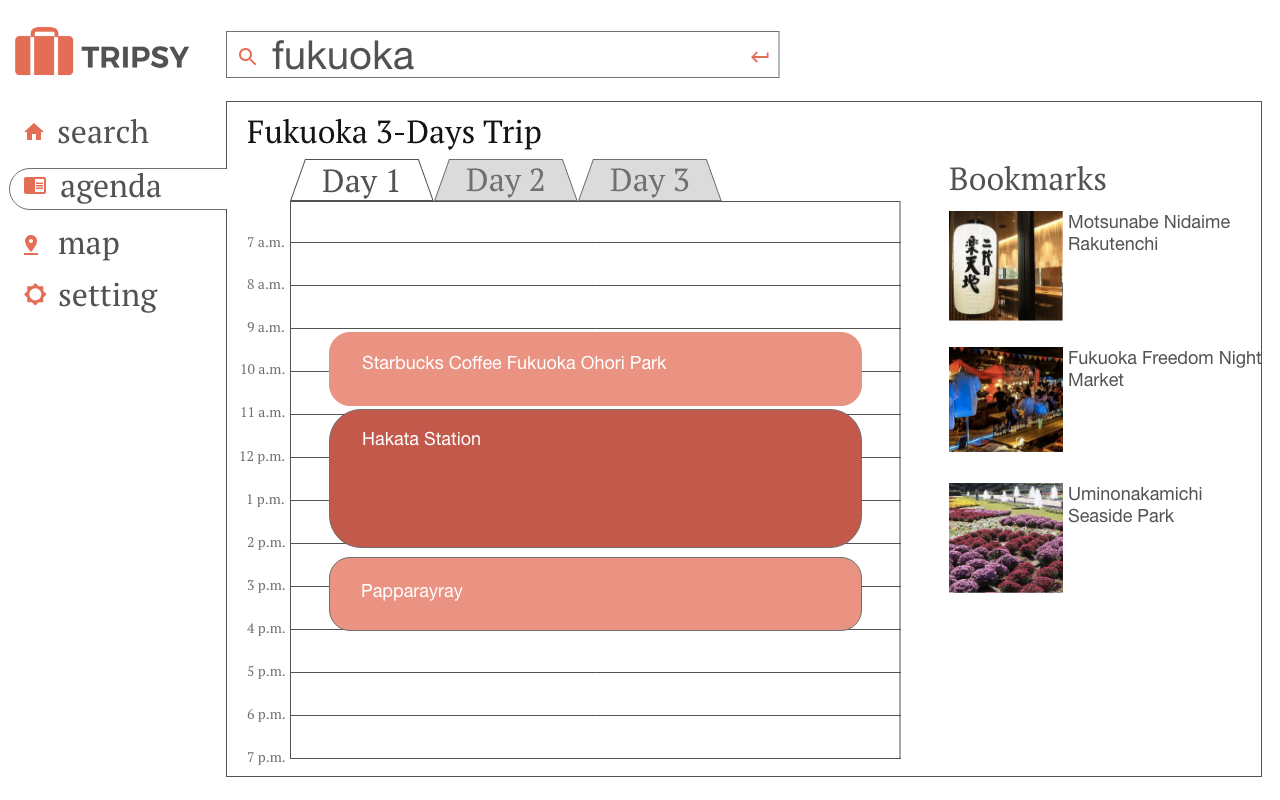 TRIPSY
fukuoka
search
agenda
map
setting
Fukuoka 3-Days Trip
Day 1
Day 2
Day 3
7 a.m.
8 a.m.
9 a.m.
10 a.m.
11 a.m.
12 p.m.
1 p.m.
2 p.m.
3 p.m.
4 p.m.
5 p.m.
6 p.m.
7 p.m.
Starbucks Coffee Fukuoka Ohori Park
Hakata Station
Papparayray
Bookmarks
二代目
楽天地
Motsunabe Nidaime
Rakutenchi
Fukuoka Freedom Night
Market
Uminonakamichi
Seaside Park